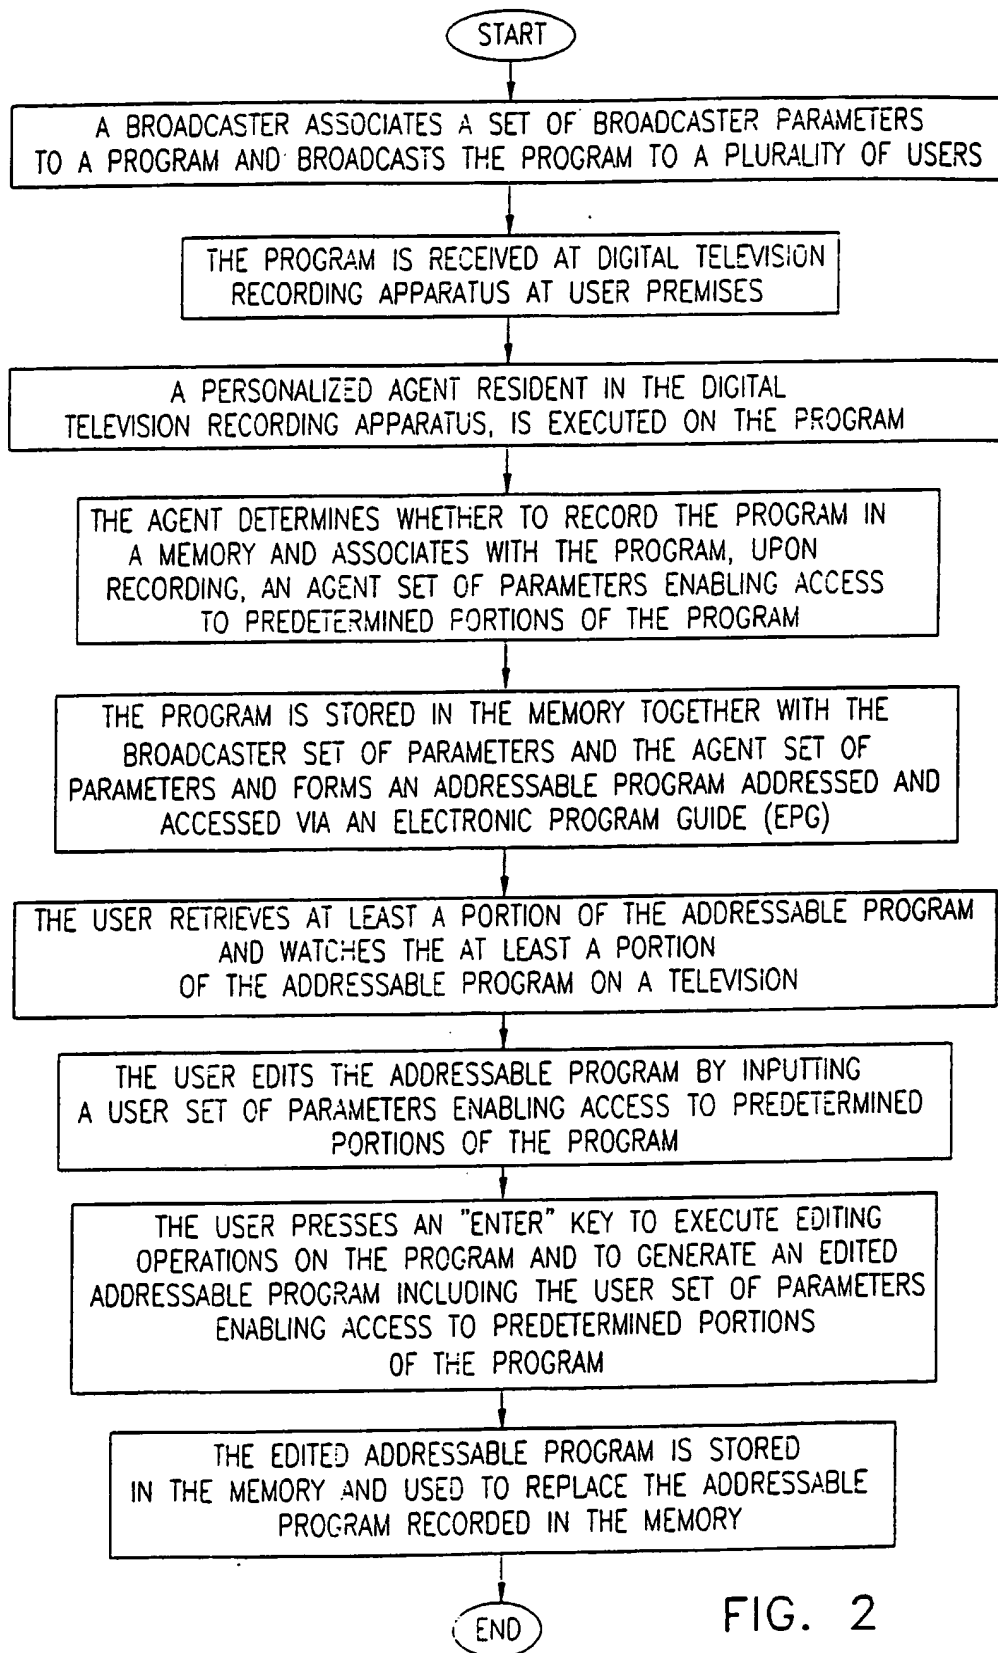 START
A BROADCASTER ASSOCIATES A SET OF BROADCASTER PARAMETERS
TO A PROGRAM AND BROADCASTS THE PROGRAM TO A PLURALITY OF USERS
THE PROGRAM IS RECEIVED AT DIGITAL TELEVISION
RECORDING APPARATUS AT USER PREMISES
A PERSONALIZED AGENT RESIDENT IN THE DIGITAL
TELEVISION RECORDING APPARATUS, IS EXECUTED ON THE PROGRAM
THE AGENT DETERMINES WHETHER TO RECORD THE PROGRAM IN
A MEMORY AND ASSOCIATES WITH THE PROGRAM, UPON
RECORDING, AN AGENT SET OF PARAMETERS ENABLING ACCESS
TO PREDETERMINED PORTIONS OF THE PROGRAM
THE PROGRAM IS STORED IN THE MEMORY TOGETHER WITH THE
BROADCASTER SET OF PARAMETERS AND THE AGENT SET OF
PARAMETERS AND FORMS AN ADDRESSABLE PROGRAM ADDRESSED AND
ACCESSED VIA AN ELECTRONIC PROGRAM GUIDE (EPG)
THE USER RETRIEVES AT LEAST A PORTION OF THE ADDRESSABLE PROGRAM
AND WATCHES THE AT LEAST A PORTION
OF THE ADDRESSABLE PROGRAM ON A TELEVISION
THE USER EDITS THE ADDRESSABLE PROGRAM BY INPUTTING
A USER SET OF PARAMETERS ENABLING ACCESS TO PREDETERMINED
PORTIONS OF THE PROGRAM
THE USER PRESSES AN "ENTER" KEY TO EXECUTE EDITING
OPERATIONS ON THE PROGRAM AND TO GENERATE AN EDITED
ADDRESSABLE PROGRAM INCLUDING THE USER SET OF PARAMETERS
ENABLING ACCESS TO PREDETERMINED PORTIONS
OF THE PROGRAM
THE EDITED ADDRESSABLE PROGRAM IS STORED
IN THE MEMORY AND USED TO REPLACE THE ADDRESSABLE
PROGRAM RECORDED IN THE MEMORY
END
FIG. 2